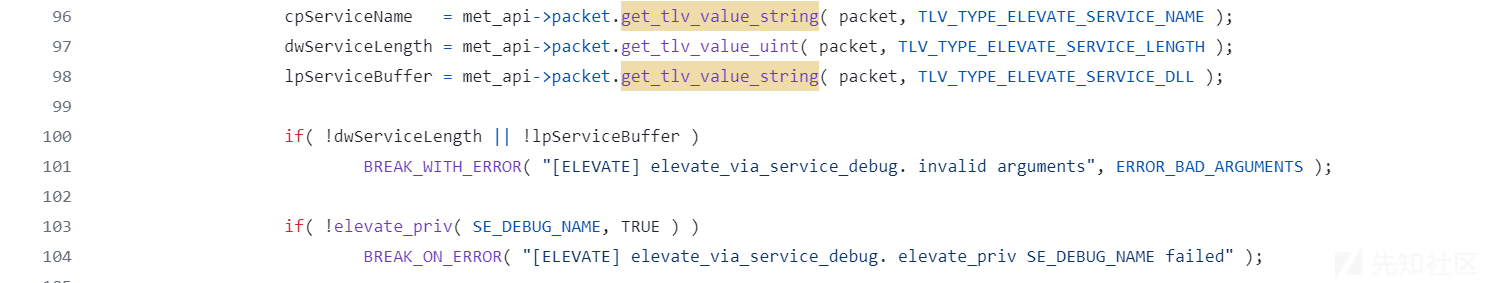 96 cpServiceName = met_api->packet.get_tlv_value_string( packet, TLV_TYPE_ELEVATE_SERVICE_NAME );
97 dwServiceLength = met_api->packet.get_tlv_value_uint( packet, TLV_TYPE_ELEVATE_SERVICE_LENGTH );
98 lpServiceBuffer = met_api->packet.get_tlv_value_string( packet, TLV_TYPE_ELEVATE_SERVICE_DLL );
99
100 if( !dwServiceLength || !lpServiceBuffer )
101 BREAK_WITH_ERROR( "[ELEVATE] elevate_via_service_debug. invalid arguments", ERROR_BAD_ARGUMENTS );
102
103 if( !elevate_priv( SE_DEBUG_NAME, TRUE ) )
104 BREAK_ON_ERROR( "[ELEVATE] elevate_via_service_debug. elevate_priv SE_DEBUG_NAME failed" );
先知社区